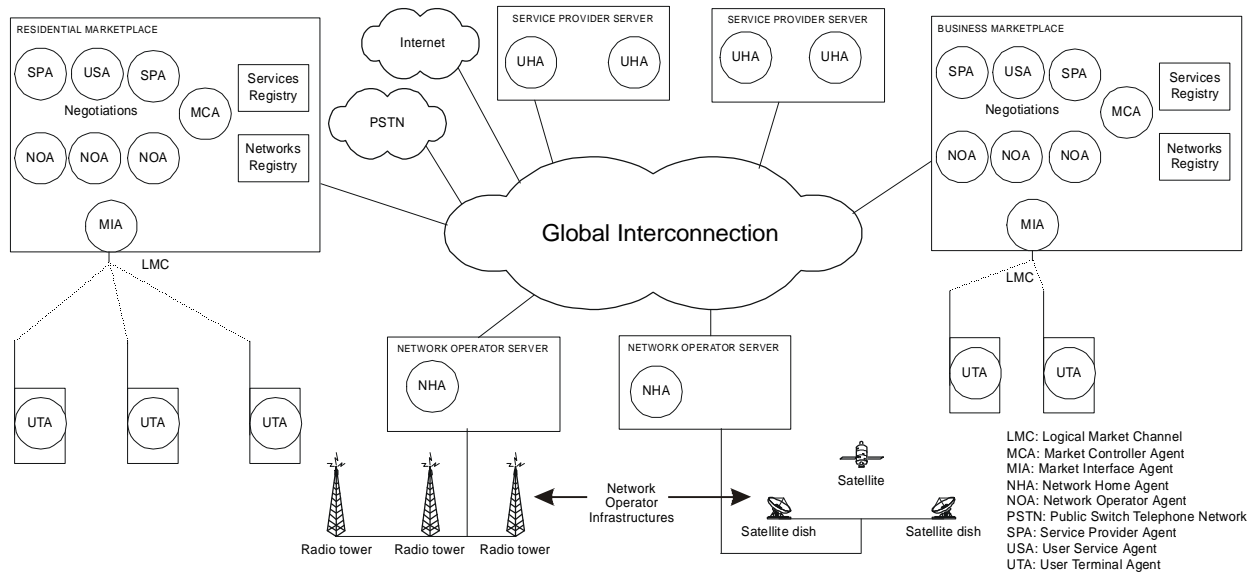 RESIDENTIAL MARKETPLACE
SPA
USA
SPA
Negotiations
MCA
Services
Registry
NOA
NOA
NOA
Networks
Registry
MIA
LMC
UTA
UTA
UTA
Internet
PSTN
SERVICE PROVIDER SERVER
UHA
UHA
SERVICE PROVIDER SERVER
UHA
UHA
Global Interconnection
BUSINESS MARKETPLACE
SPA
USA
SPA
Negotiations
MCA
Services
Registry
NOA
NOA
NOA
Networks
Registry
MIA
LMC
UTA
UTA
NETWORK OPERATOR SERVER
NHA
NETWORK OPERATOR SERVER
NHA
Radio tower
Radio tower
Radio tower
Network
Operator
Infrastructures
Satellite
Satellite dish
Satellite dish
LMC: Logical Market Channel
MCA: Market Controller Agent
MIA: Market Interface Agent
NHA: Network Home Agent
NOA: Network Operator Agent
PSTN: Public Switch Telephone Network
SPA: Service Provider Agent
USA: User Service Agent
UTA: User Terminal Agent